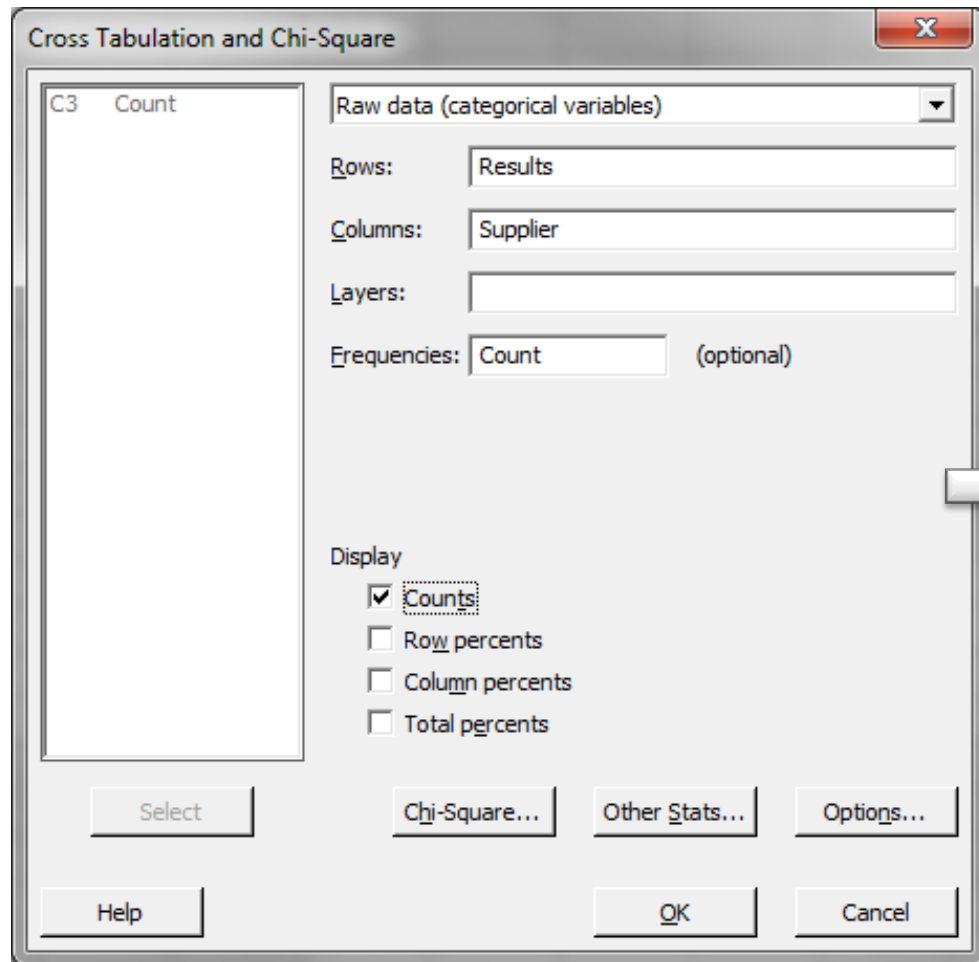 Cross Tabulation and Chi-Square
C3 Count
Raw data (categorical variables)
Rows: Results
Columns: Supplier
Layers:
Frequencies: Count (optional)
Display
Counts
Row percents
Column percents
Total percents
Select
Chi-Square... Other Stats... Options...
Help
OK Cancel